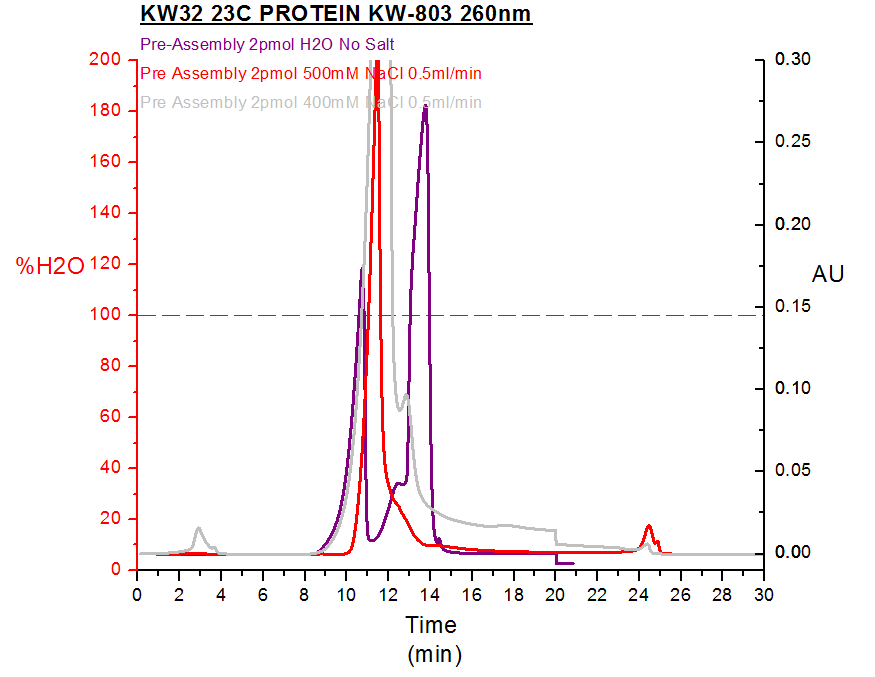 KW32 23C PROTEIN KW-803 260nm
Pre-Assembly 2pmol H2O No Salt
Pre Assembly 2pmol 500mM NaCl 0.5ml/min
Pre Assembly 2pmol 400mM NaCl 0.5ml/min
200
180
160
140
120
100
80
60
40
20
0
%H2O
0.30
0.25
0.20
0.15
0.10
0.05
0.00
AU
0 2 4 6 8 10 12 14 16 18 20 22 24 26 28 30
Time
(min)